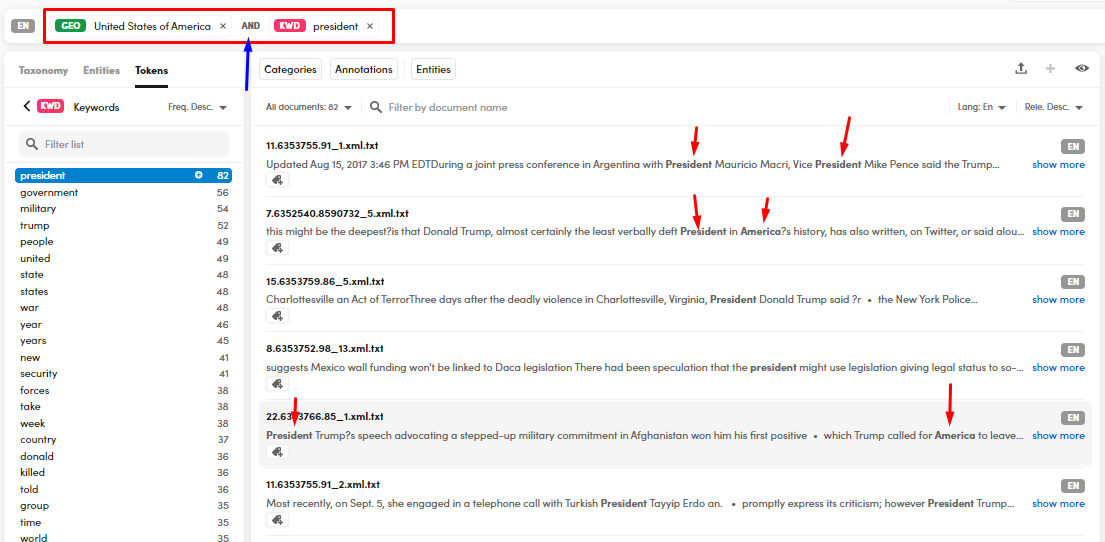 EN GEO United States of America × AND KWD president ×
Taxonomy Entities Tokens
KWD Keywords Freq. Desc.
Filter list
president 82
government 56
military 54
trump 52
people 49
united 49
state 48
states 48
war 48
year 46
years 45
new 41
security 41
forces 38
take 38
week 38
country 37
donald 36
killed 36
told 36
group 35
time 35
world 35
Categories Annotations Entities
All documents: 82 Filter by document name Lang: En Rele. Desc.
11.6353755.91_1.xml.txt EN
Updated Aug 15, 2017 3:46 PM EDTDuring a joint press conference in Argentina with President Mauricio Macri, Vice President Mike Pence said the Trump... show more
7.6352540.8590732_5.xml.txt EN
this might be the deepest?is that Donald Trump, almost certainly the least verbally deft President in America?s history, has also written, on Twitter, or said alou... show more
15.6353759.86_5.xml.txt EN
Charlottesville an Act of TerrorThree days after the deadly violence in Charlottesville, Virginia, President Donald Trump said ?r • the New York Police... show more
8.6353752.98_13.xml.txt EN
suggests Mexico wall funding won't be linked to Daca legislation There had been speculation that the president might use legislation giving legal status to so-... show more
22.6353766.85_1.xml.txt EN
President Trump?s speech advocating a stepped-up military commitment in Afghanistan won him his first positive • which Trump called for America to leave... show more
11.6353755.91_2.xml.txt EN
Most recently, on Sept. 5, she engaged in a telephone call with Turkish President Tayyip Erdo an. • promptly express its criticism; however President Trump... show more